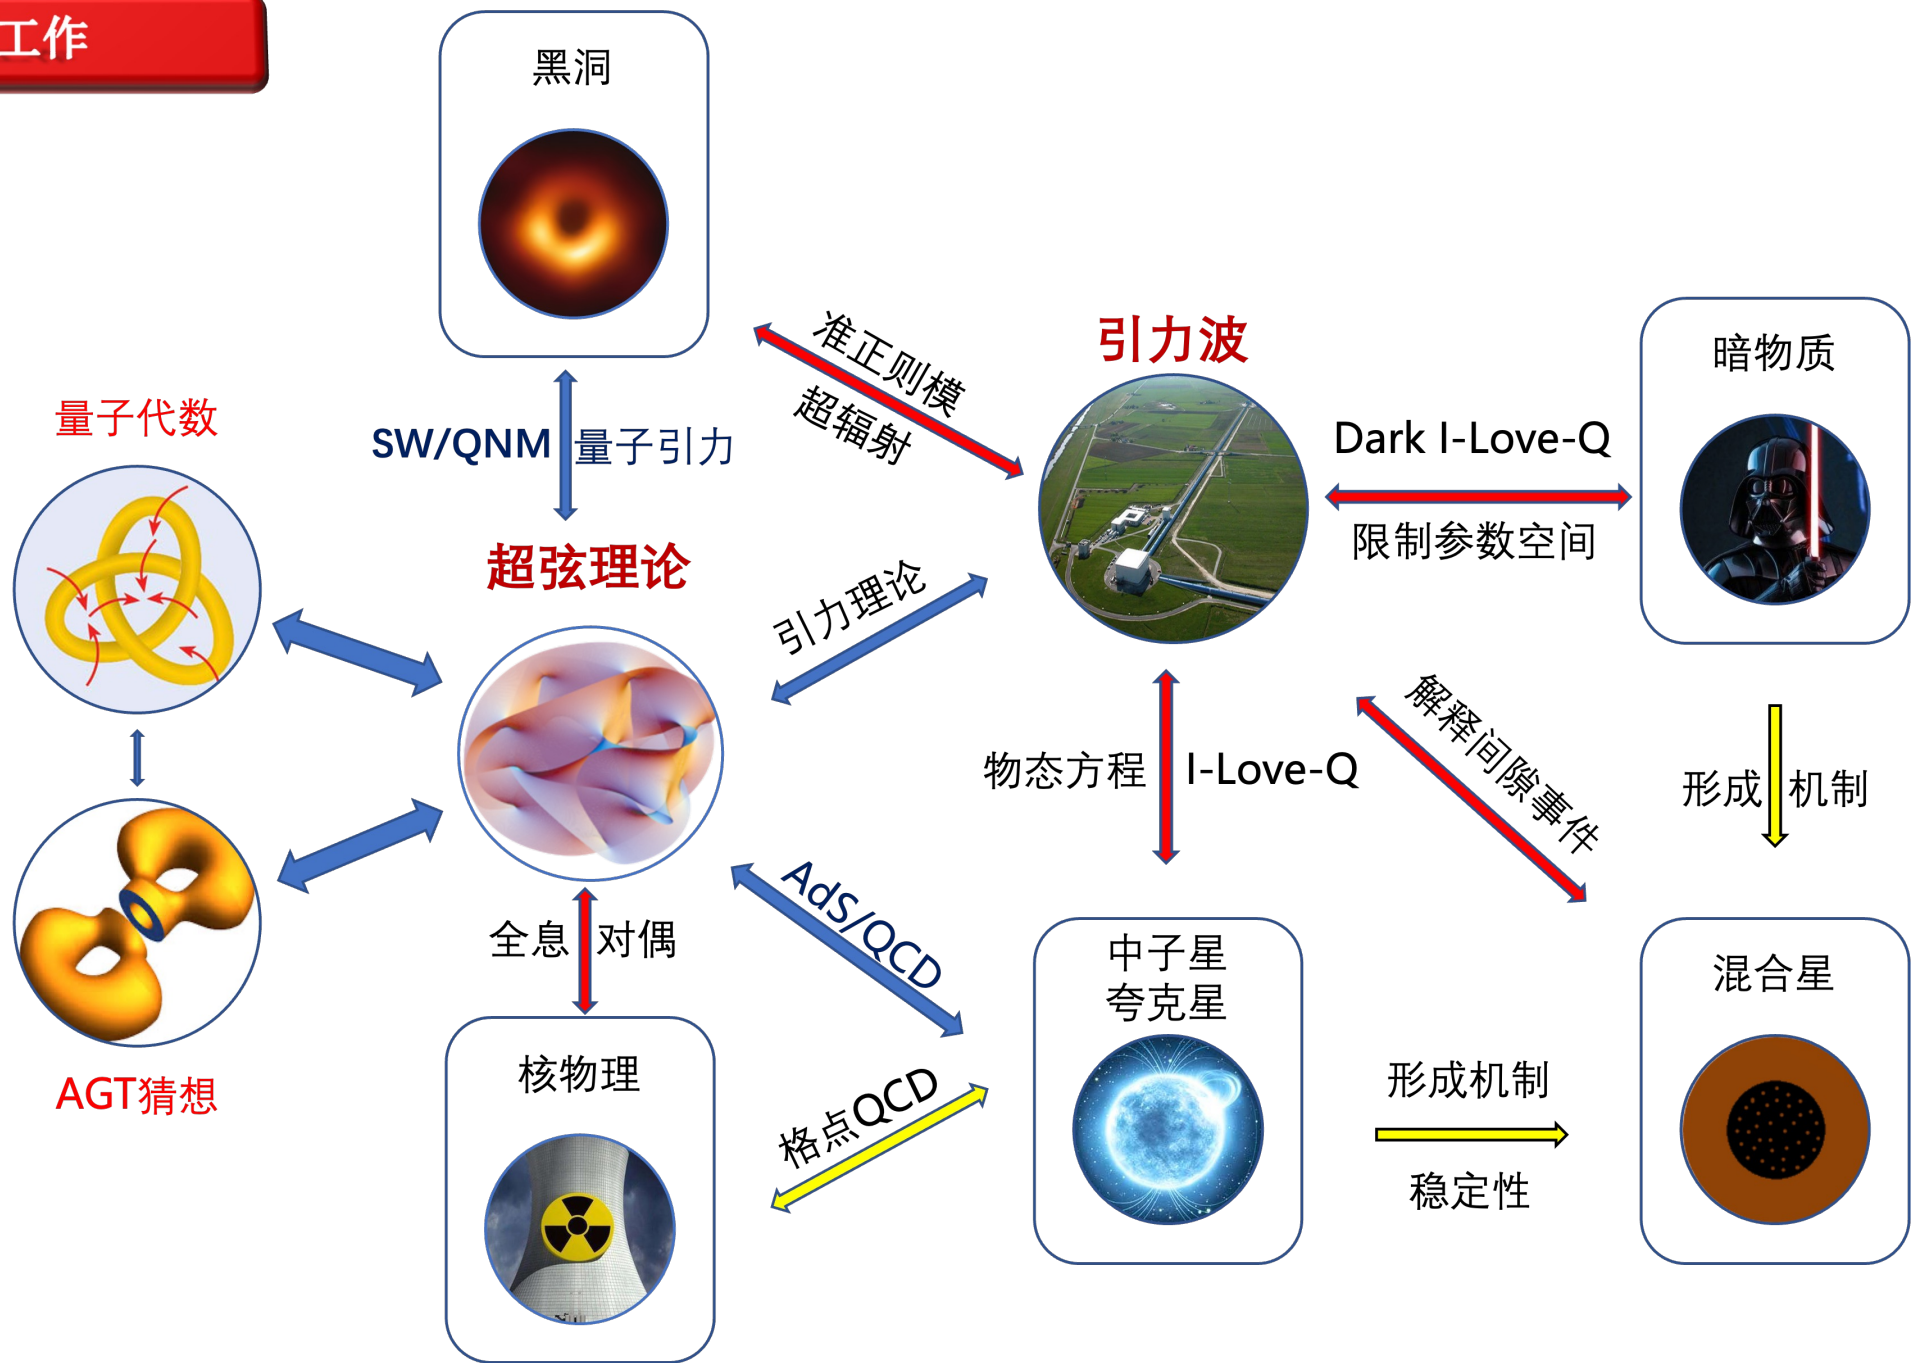 工作
黑洞
SW/QNM 量子引力
准正则模
超辐射
引力波
Dark I-Love-Q
限制参数空间
暗物质
量子代数
超弦理论
引力理论
物态方程 I-Love-Q
解释间隙事件
形成 机制
AGT猜想
全息 对偶
AdS/QCD
核物理
格点QCD
中子星
夸克星
形成机制
稳定性
混合星